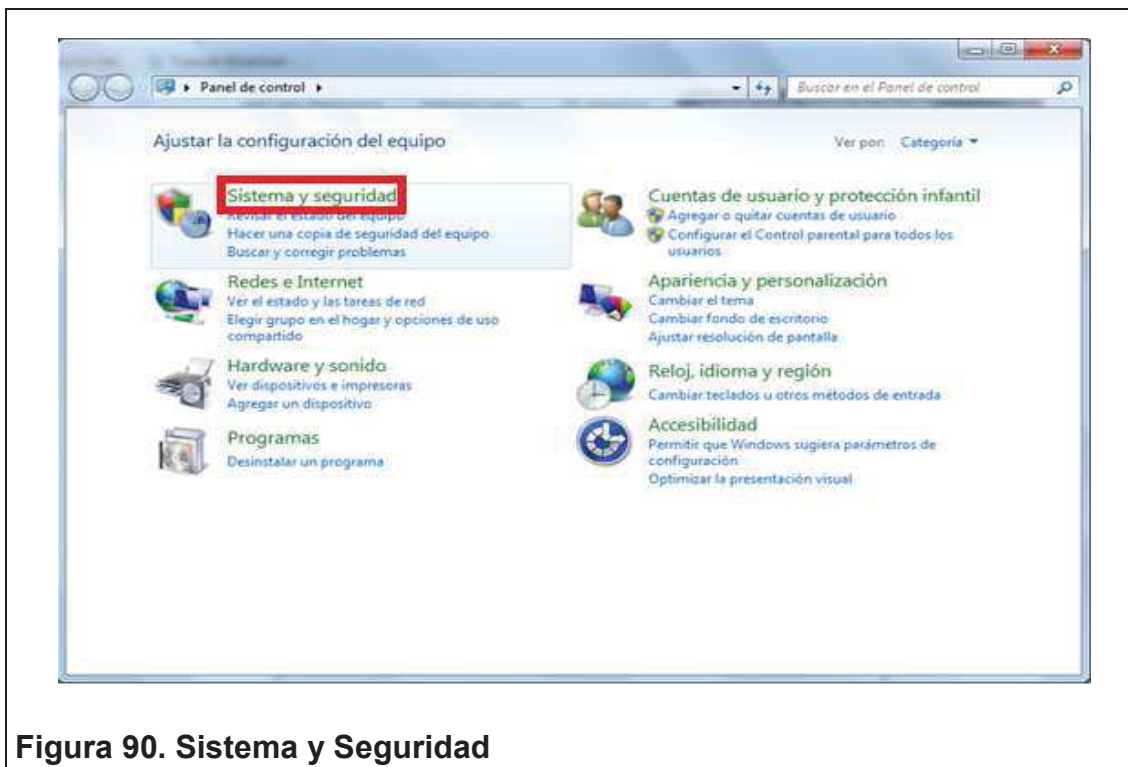 Panel de control
Buscar en el Panel de control
Ajustar la configuración del equipo
Ver por: Categoría
Sistema y seguridad
Revisar el estado del equipo
Hacer una copia de seguridad del equipo
Buscar y corregir problemas
Redes e Internet
Ver el estado y las tareas de red
Elegir grupo en el hogar y opciones de uso
compartido
Hardware y sonido
Ver dispositivos e impresoras
Agregar un dispositivo
Programas
Desinstalar un programa
Cuentas de usuario y protección infantil
Agregar o quitar cuentas de usuario
Configurar el Control parental para todos los
usuarios
Apariencia y personalización
Cambiar el tema
Cambiar fondo de escritorio
Ajustar resolución de pantalla
Reloj, idioma y región
Cambiar teclados u otros métodos de entrada
Accesibilidad
Permitir que Windows sugiera parámetros de
configuración
Optimizar la presentación visual
Figura 90. Sistema y Seguridad